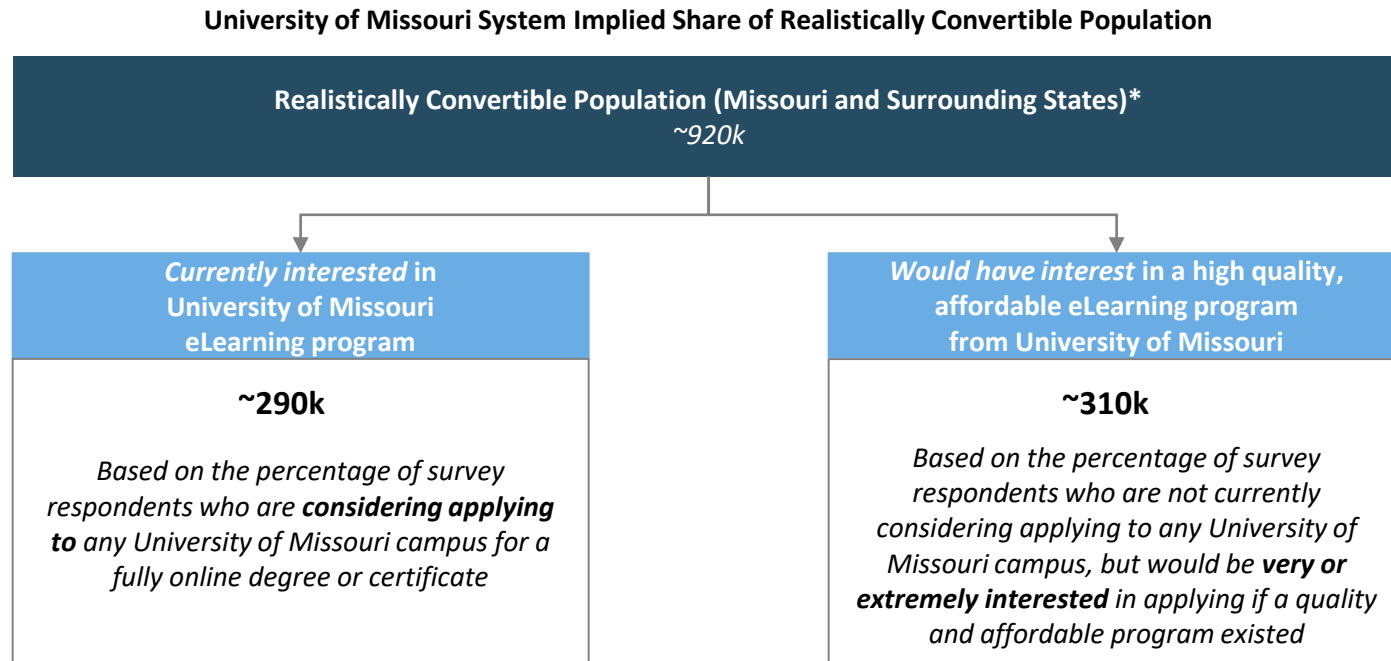 University of Missouri System Implied Share of Realistically Convertible Population
Realistically Convertible Population (Missouri and Surrounding States)*
~920k
Currently interested in
University of Missouri
eLearning program
~290k
Based on the percentage of survey
respondents who are considering applying
to any University of Missouri campus for a
fully online degree or certificate
Would have interest in a high quality,
affordable eLearning program
from University of Missouri
~310k
Based on the percentage of survey
respondents who are not currently
considering applying to any University of
Missouri campus, but would be very or
extremely interested in applying if a quality
and affordable program existed